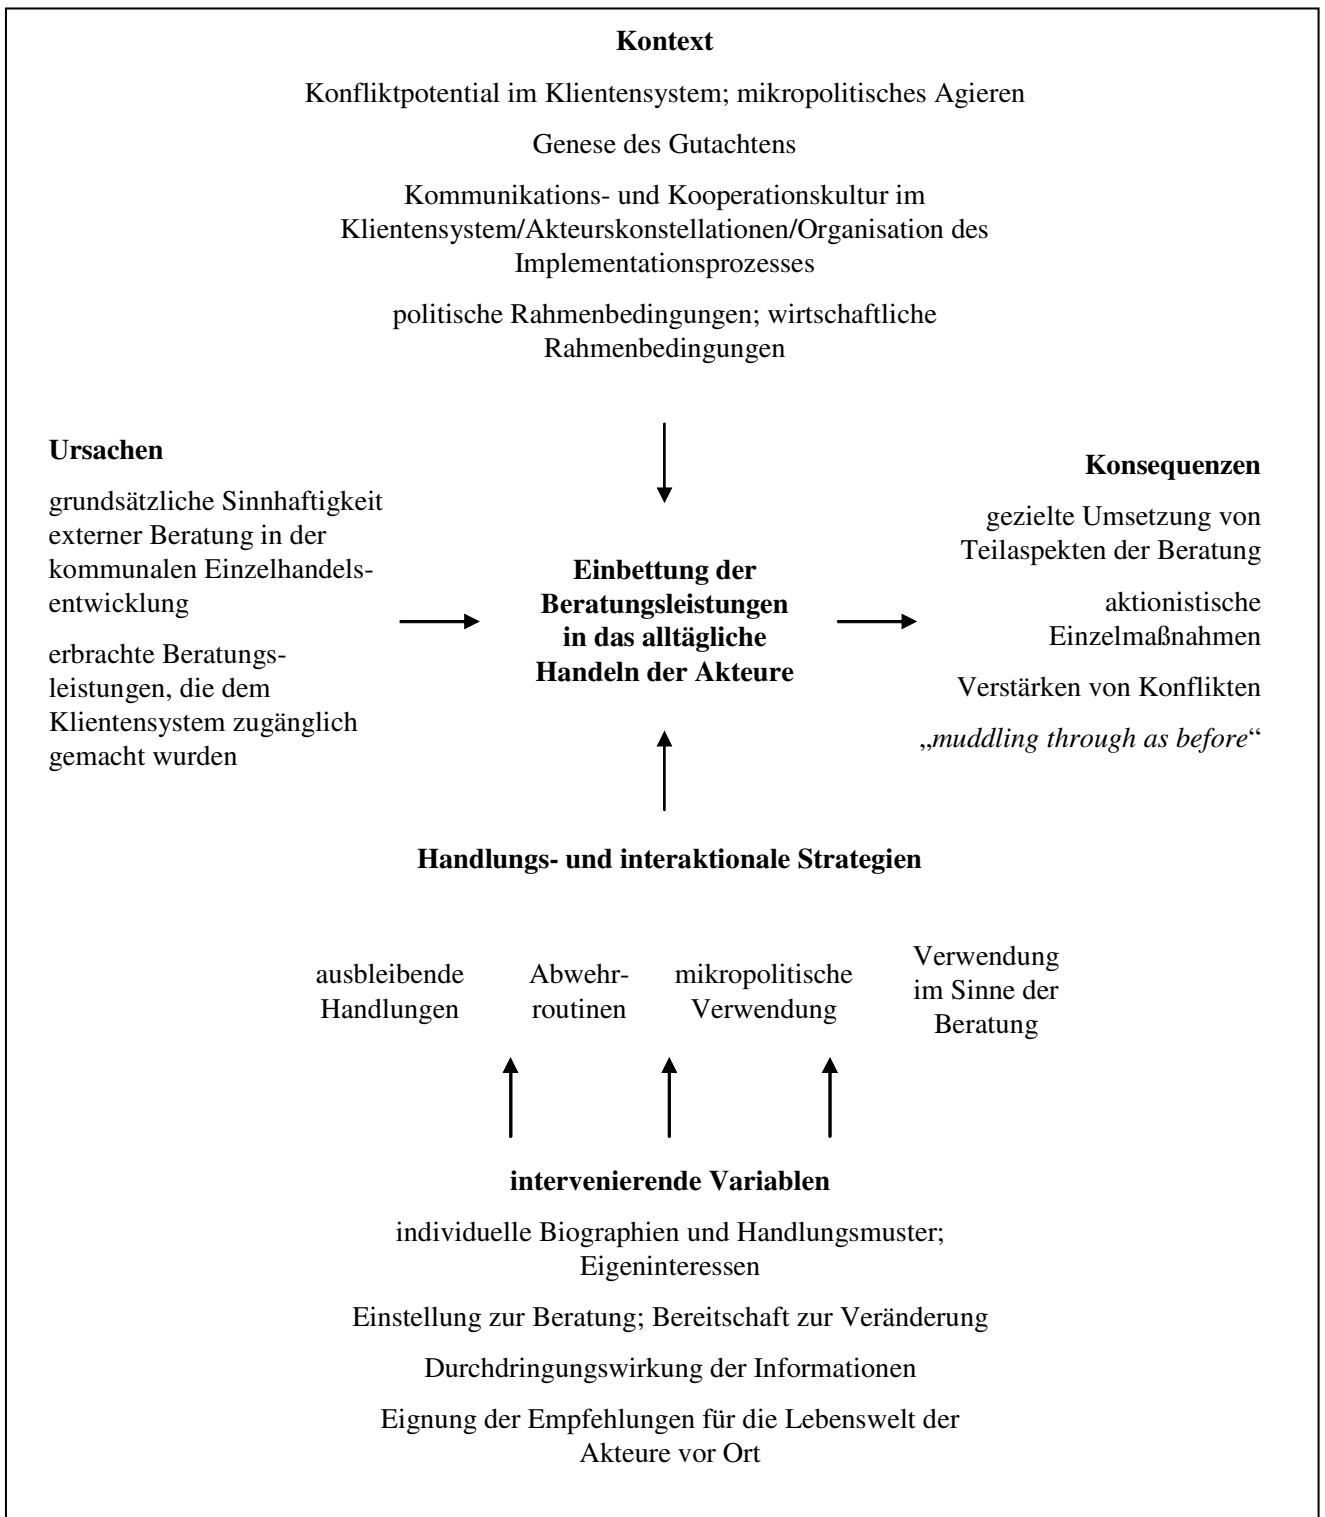 Kontext
Konfliktpotential im Klientensystem; mikropolitisches Agieren
Genese des Gutachtens
Kommunikations- und Kooperationskultur im
Klientensystem/Akteurskonstellationen/Organisation des
Implementationsprozesses
politische Rahmenbedingungen; wirtschaftliche
Rahmenbedingungen
Ursachen
grundsätzliche Sinnhaftigkeit
externer Beratung in der
kommunalen Einzelhandels-
entwicklung
erbrachte Beratungs-
leistungen, die dem
Klientensystem zugänglich
gemacht wurden
Einbettung der
Beratungsleistungen
in das alltägliche
Handeln der Akteure
Konsequenzen
gezielte Umsetzung von
Teilaspekten der Beratung
aktionistische
Einzelmaßnahmen
Verstärken von Konflikten
„muddling through as before“
Handlungs- und interaktionale Strategien
ausbleibende
Handlungen
Abwehr-
routinen
mikropolitische
Verwendung
Verwendung
im Sinne der
Beratung
intervenierende Variablen
individuelle Biographien und Handlungsmuster;
Eigeninteressen
Einstellung zur Beratung; Bereitschaft zur Veränderung
Durchdringungswirkung der Informationen
Eignung der Empfehlungen für die Lebenswelt der
Akteure vor Ort